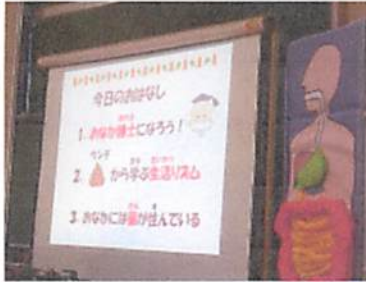 今日のおはなし
1. おなか博士になろう！
ウンチ
2. から学ぶ生活リズム
3. おなかには菌が住んでいる